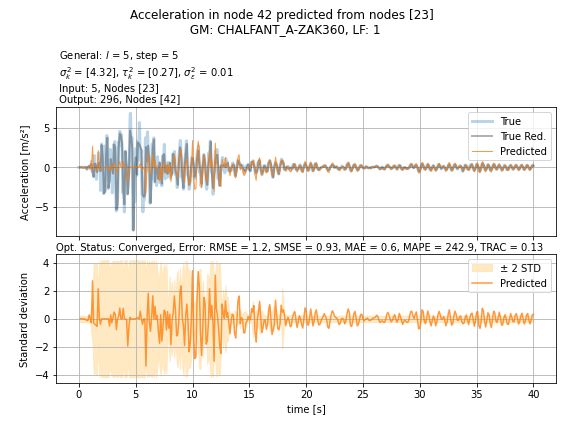 Acceleration in node 42 predicted from nodes [23]
GM: CHALFANT_A-ZAK360, LF: 1
General: l = 5, step = 5
σ²ₖ = [4.32], τ²ₖ = [0.27], σ²ε = 0.01
Input: 5, Nodes [23]
Output: 296, Nodes [42]
Acceleration [m/s²]
5
0
−5
True
True Red.
Predicted
Opt. Status: Converged, Error: RMSE = 1.2, SMSE = 0.93, MAE = 0.6, MAPE = 242.9, TRAC = 0.13
Standard deviation
4
2
0
−2
−4
± 2 STD
Predicted
0 5 10 15 20 25 30 35 40
time [s]